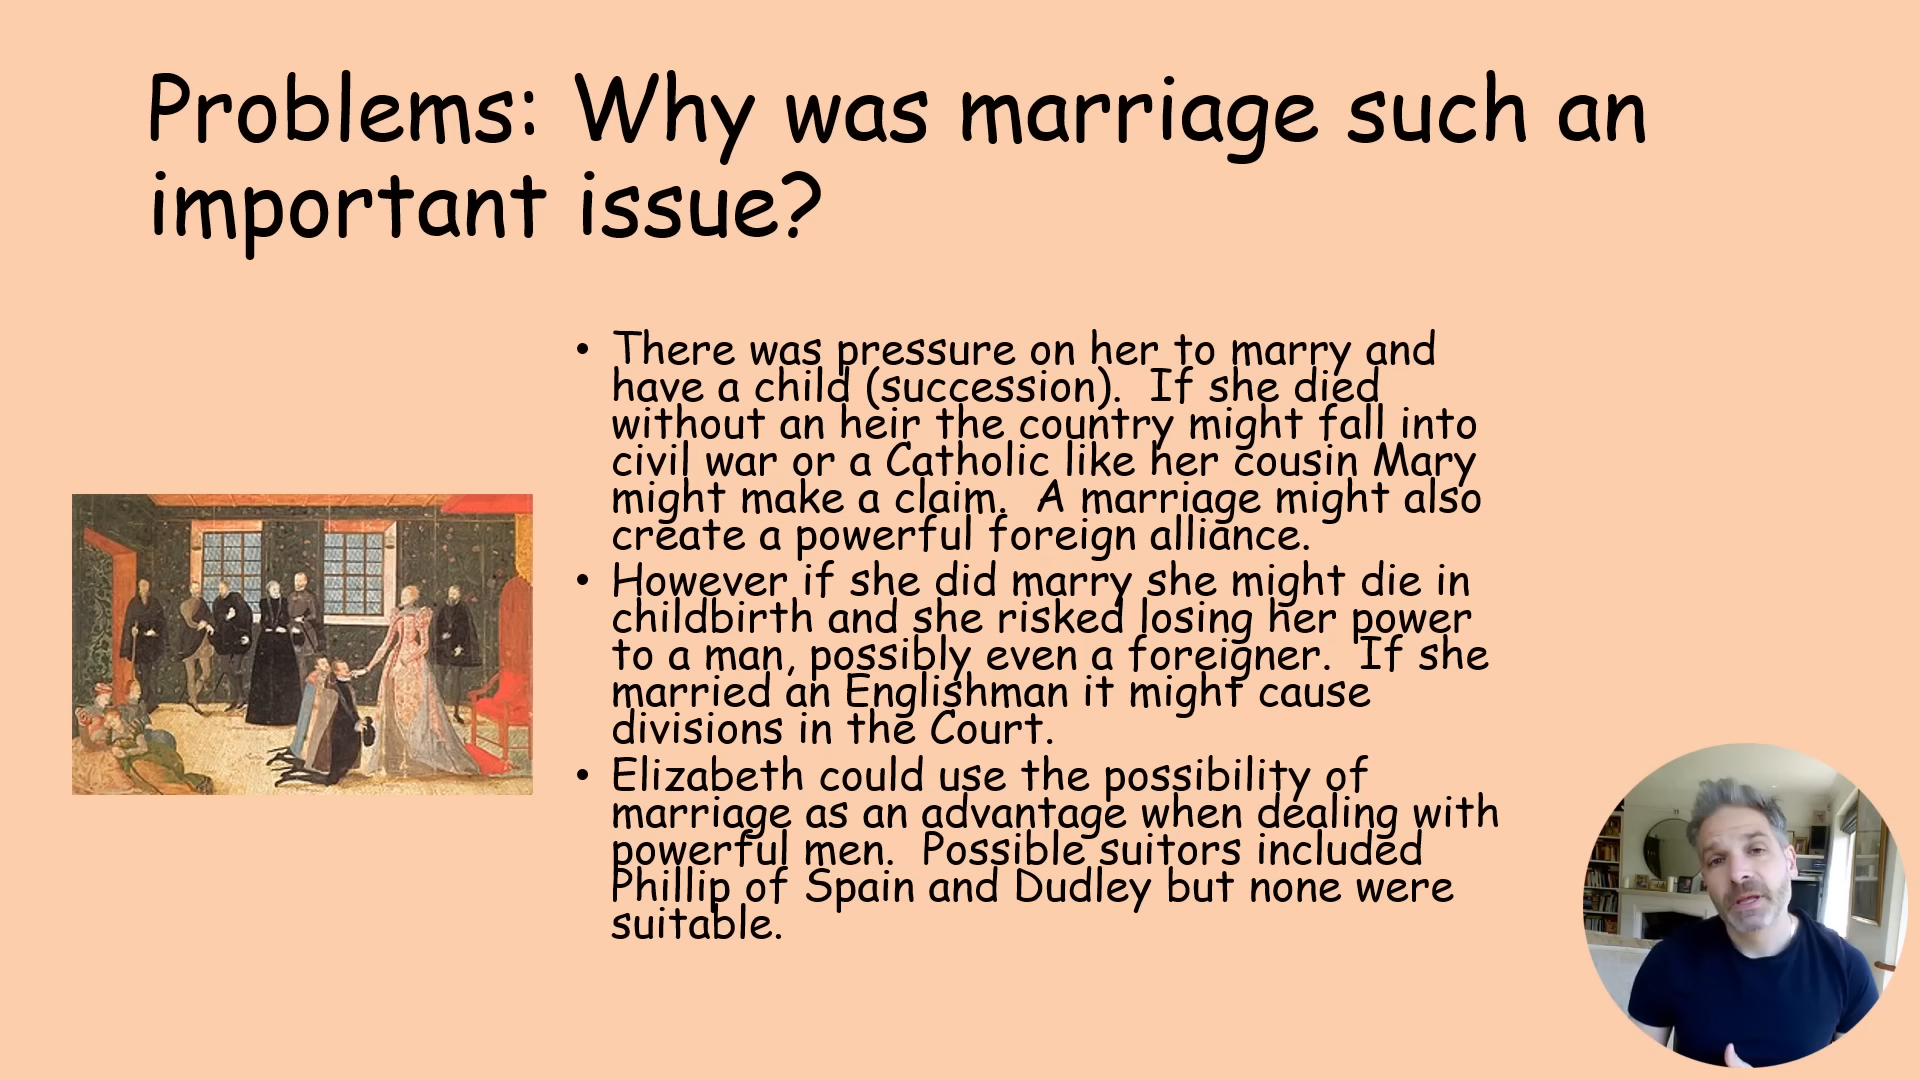 Problems: Why was marriage such an
important issue?
• There was pressure on her to marry and
have a child (succession).  If she died
without an heir the country might fall into
civil war or a Catholic like her cousin Mary
might make a claim.  A marriage might also
create a powerful foreign alliance.
• However if she did marry she might die in
childbirth and she risked losing her power
to a man, possibly even a foreigner.  If she
married an Englishman it might cause
divisions in the Court.
• Elizabeth could use the possibility of
marriage as an advantage when dealing with
powerful men.  Possible suitors included
Phillip of Spain and Dudley but none were
suitable.